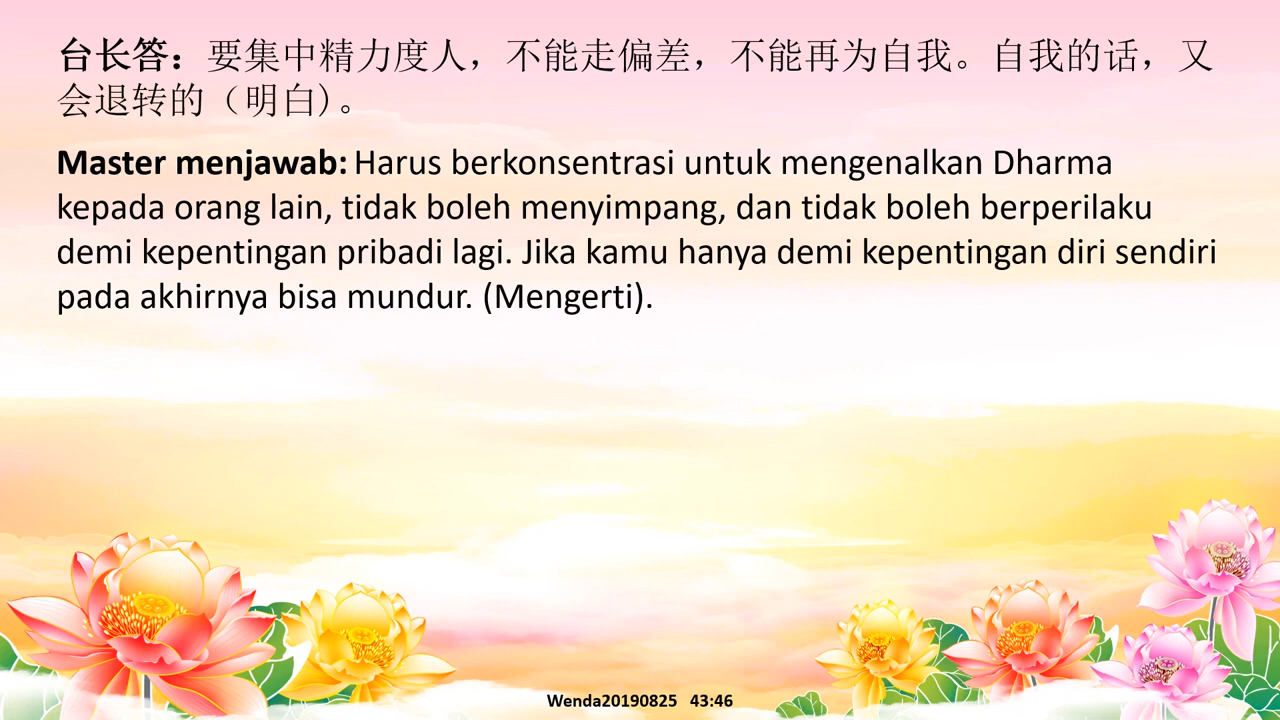 台长答：要集中精力度人，不能走偏差，不能再为自我。自我的话，又
会退转的（明白)。
Master menjawab: Harus berkonsentrasi untuk mengenalkan Dharma
kepada orang lain, tidak boleh menyimpang, dan tidak boleh berperilaku
demi kepentingan pribadi lagi. Jika kamu hanya demi kepentingan diri sendiri
pada akhirnya bisa mundur. (Mengerti).
Wenda20190825 43:46